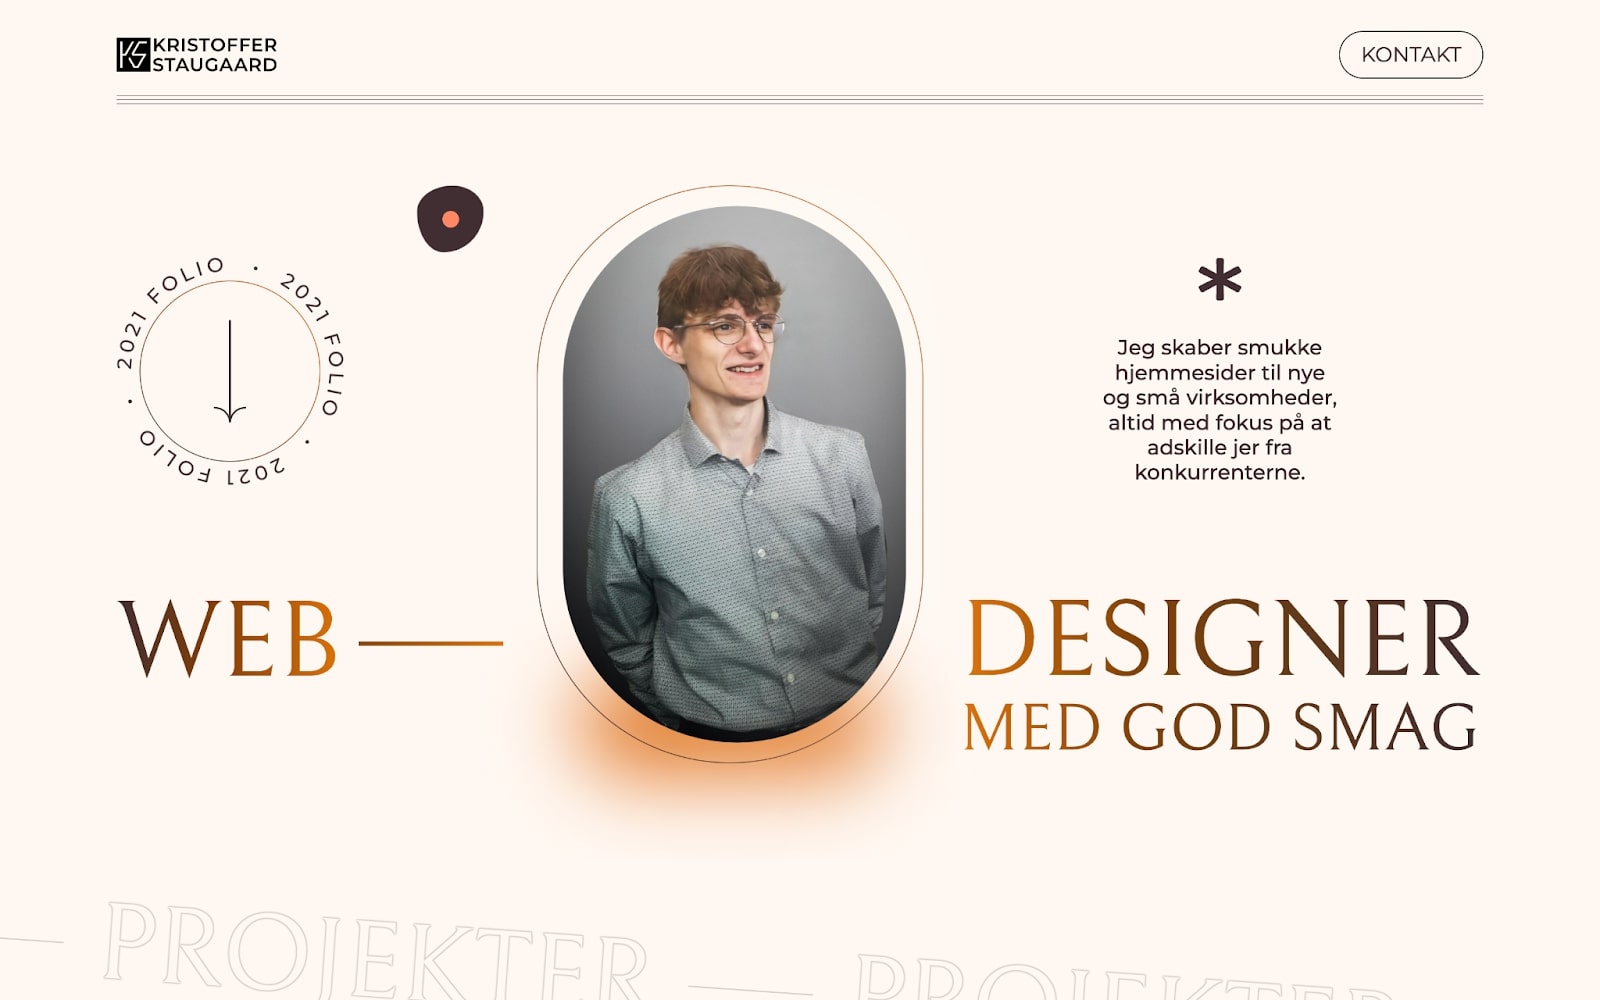 KS
KRISTOFFER
STAUGAARD
KONTAKT
2021 FOLIO • 2021 FOLIO • 2021 FOLIO •
*
Jeg skaber smukke
hjemmesider til nye
og små virksomheder,
altid med fokus på at
adskille jer fra
konkurrenterne.
WEB — DESIGNER
MED GOD SMAG
— PROJEKTER — PROJEKTER